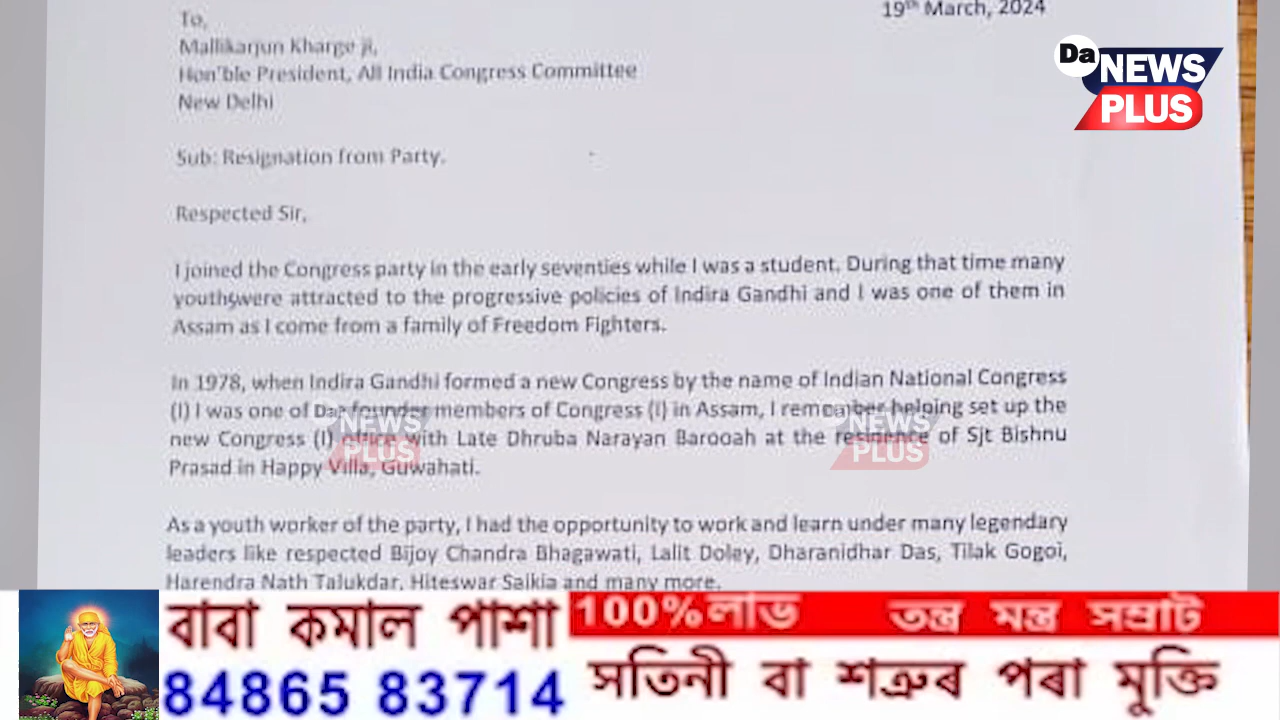 19th March, 2024
To,
Mallikarjun Kharge ji,
Hon'ble President, All India Congress Committee
New Delhi
Da NEWS
PLUS
Sub: Resignation from Party.
Respected Sir,
I joined the Congress party in the early seventies while I was a student. During that time many
youths were attracted to the progressive policies of Indira Gandhi and I was one of them in
Assam as I come from a family of Freedom Fighters.
In 1978, when Indira Gandhi formed a new Congress by the name of Indian National Congress
(I) I was one of founder members of Congress (I) in Assam, I remember helping set up the
new Congress (I) office with Late Dhruba Narayan Barooah at the residence of Sjt Bishnu
Prasad in Happy Villa, Guwahati.
Da NEWS
PLUS
NEWS
PLUS
As a youth worker of the party, I had the opportunity to work and learn under many legendary
leaders like respected Bijoy Chandra Bhagawati, Lalit Doley, Dharanidhar Das, Tilak Gogoi,
Harendra Nath Talukdar, Hiteswar Saikia and many more.
বাবা কমাল পাশা
100%লাভ তন্ত্ৰ মন্ত্ৰ সম্ৰাট
84865 83714
সতিনী বা শত্ৰুৰ পৰা মুক্তি